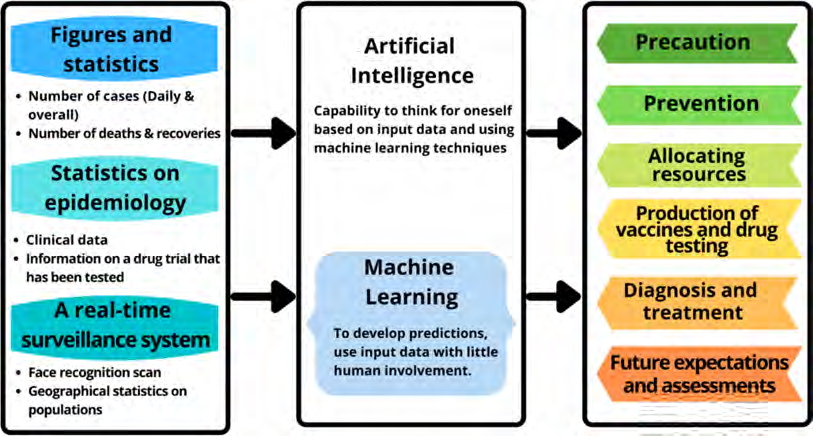 Figures and
statistics
• Number of cases (Daily &
overall)
• Number of deaths & recoveries
Statistics on
epidemiology
• Clinical data
• Information on a drug trial that
has been tested
A real-time
surveillance system
• Face recognition scan
• Geographical statistics on
populations
Artificial
Intelligence
Capability to think for oneself
based on input data and using
machine learning techniques
Machine
Learning
To develop predictions,
use input data with little
human involvement.
Precaution
Prevention
Allocating
resources
Production of
vaccines and drug
testing
Diagnosis and
treatment
Future expectations
and assessments